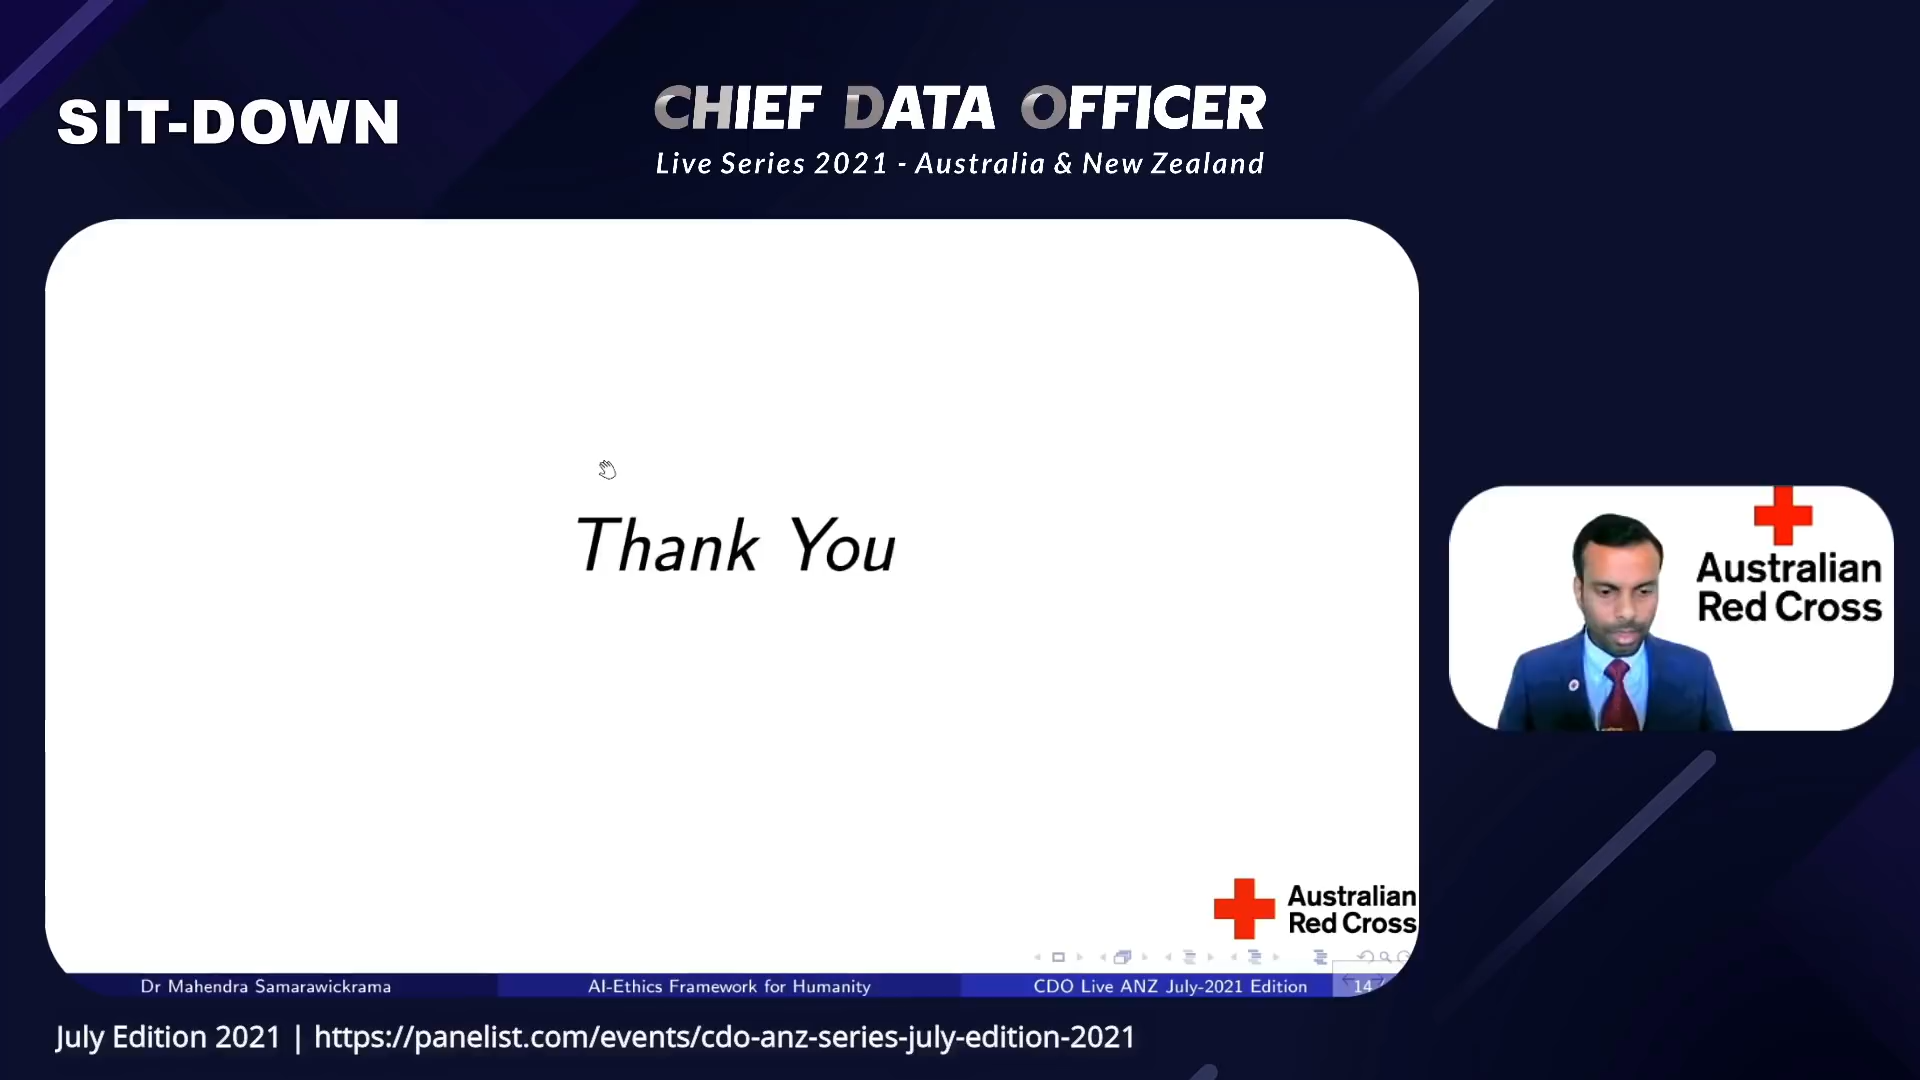 SIT-DOWN
CHIEF DATA OFFICER
Live Series 2021 - Australia & New Zealand
Thank You
Australian
Red Cross
Australian
Red Cross
Dr Mahendra Samarawickrama
AI-Ethics Framework for Humanity
CDO Live ANZ July-2021 Edition
14
July Edition 2021 | https://panelist.com/events/cdo-anz-series-july-edition-2021